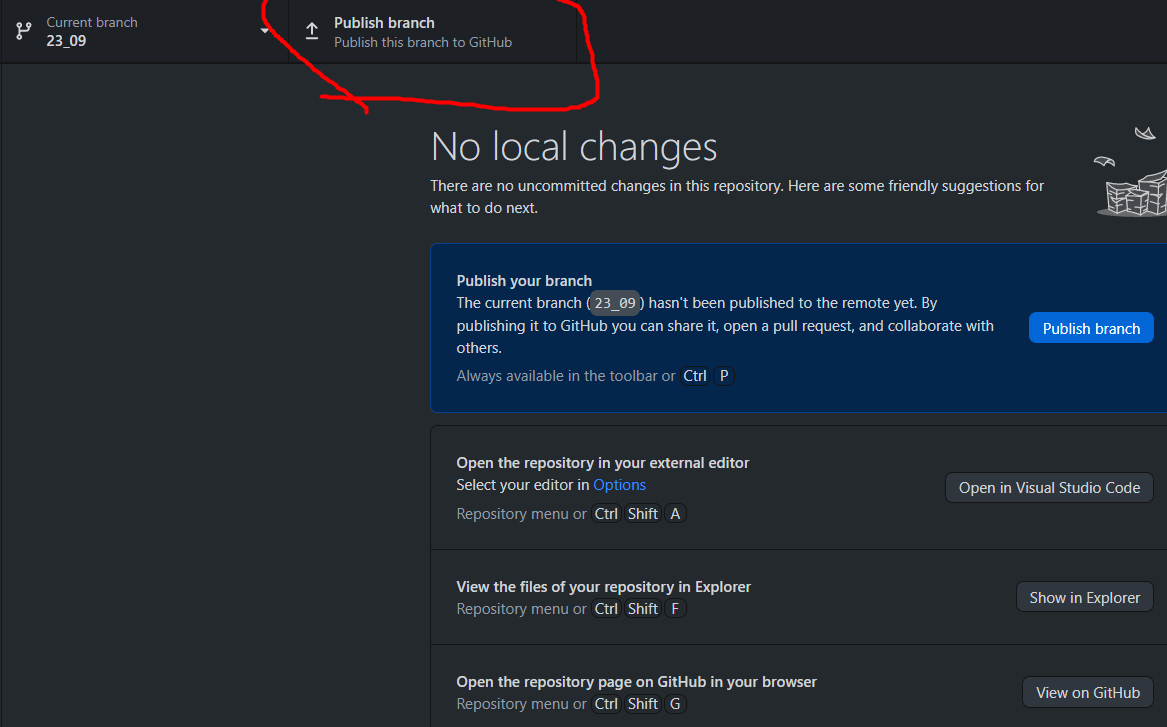 Current branch
23_09
Publish branch
Publish this branch to GitHub
No local changes
There are no uncommitted changes in this repository. Here are some friendly suggestions for
what to do next.
Publish your branch
The current branch (23_09) hasn't been published to the remote yet. By
publishing it to GitHub you can share it, open a pull request, and collaborate with
others.
Always available in the toolbar or Ctrl P
Publish branch
Open the repository in your external editor
Select your editor in Options
Repository menu or Ctrl Shift A
Open in Visual Studio Code
View the files of your repository in Explorer
Repository menu or Ctrl Shift F
Show in Explorer
Open the repository page on GitHub in your browser
Repository menu or Ctrl Shift G
View on GitHub